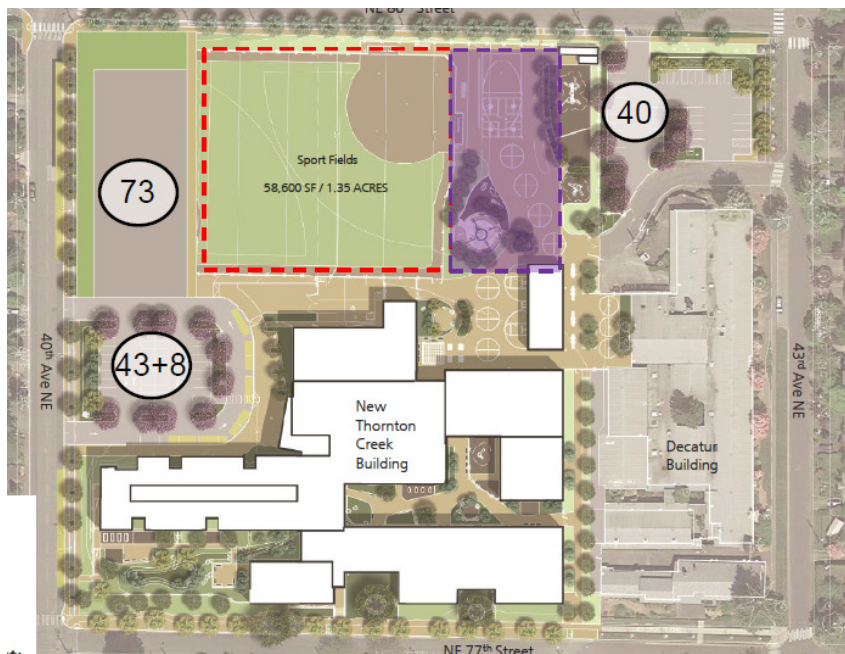 NE 80th Street
Sport Fields
58,600 SF / 1.35 ACRES
40
73
43+8
40th Ave NE
New
Thornton
Creek
Building
Decatur
Building
43rd Ave NE
NE 77th Street